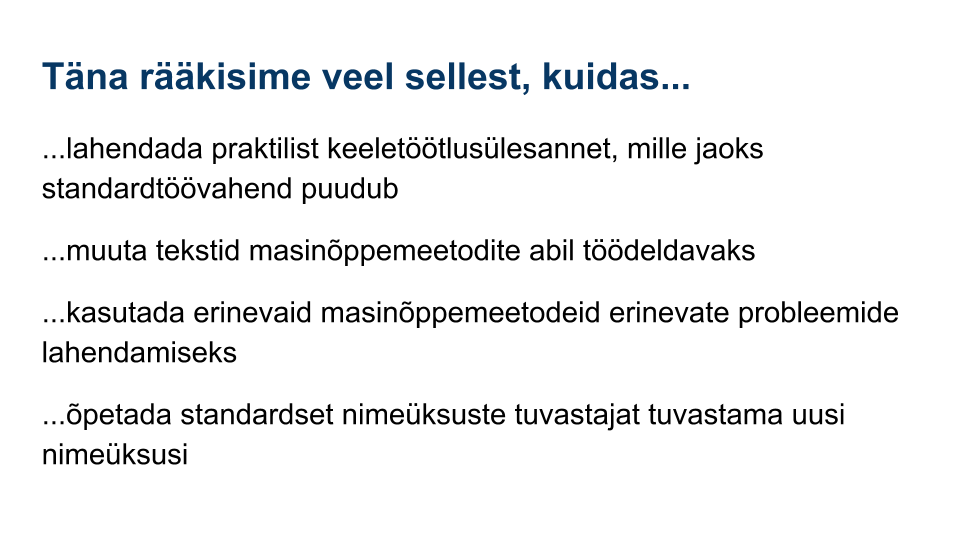 Täna rääkisime veel sellest, kuidas...
...lahendada praktilist keeletöötlusülesannet, mille jaoks
standardtöövahend puudub
...muuta tekstid masinõppemeetodite abil töödeldavaks
...kasutada erinevaid masinõppemeetodeid erinevate probleemide
lahendamiseks
...õpetada standardset nimeüksuste tuvastajat tuvastama uusi
nimeüksusi